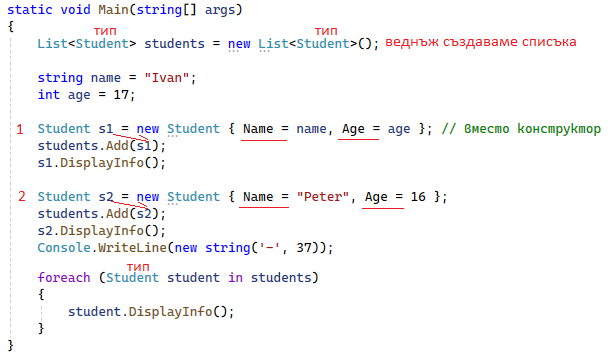 static void Main(string[] args)
{
тип тип
List<Student> students = new List<Student>(); веднъж създаваме списъка
string name = "Ivan";
int age = 17;
1 Student s1 = new Student { Name = name, Age = age }; // вместо конструктор
students.Add(s1);
s1.DisplayInfo();
2 Student s2 = new Student { Name = "Peter", Age = 16 };
students.Add(s2);
s2.DisplayInfo();
Console.WriteLine(new string('-', 37));
тип
foreach (Student student in students)
{
student.DisplayInfo();
}
}